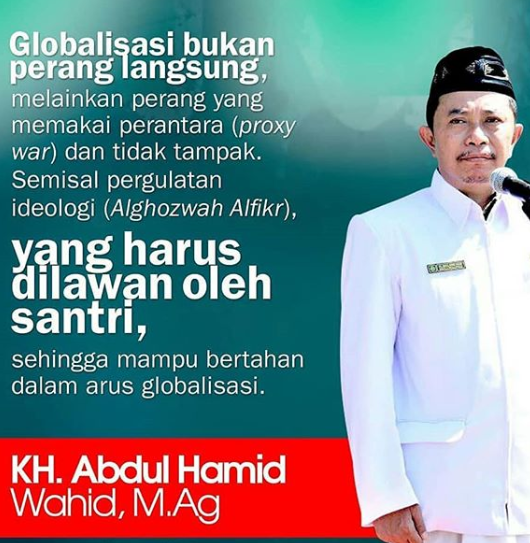 Globalisasi bukan
perang langsung,
melainkan perang yang
memakai perantara (proxy
war) dan tidak tampak.
Semisal pergulatan
ideologi (Alghozwah Alfikr),
yang harus
dilawan oleh
santri,
sehingga mampu bertahan
dalam arus globalisasi.
KH. Abdul Hamid
Wahid, M.Ag